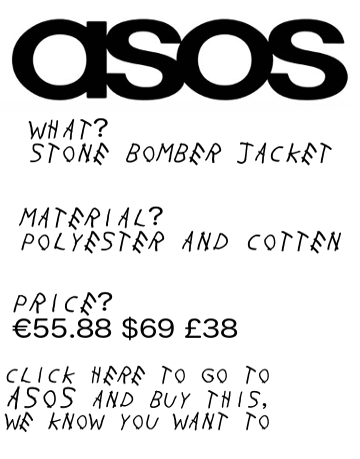 asos
WHAT?
STONE BOMBER JACKET
MATERIAL?
POLYESTER AND COTTEN
PRICE?
€55.88 $69 £38
CLICK HERE TO GO TO
ASOS AND BUY THIS,
WE KNOW YOU WANT TO